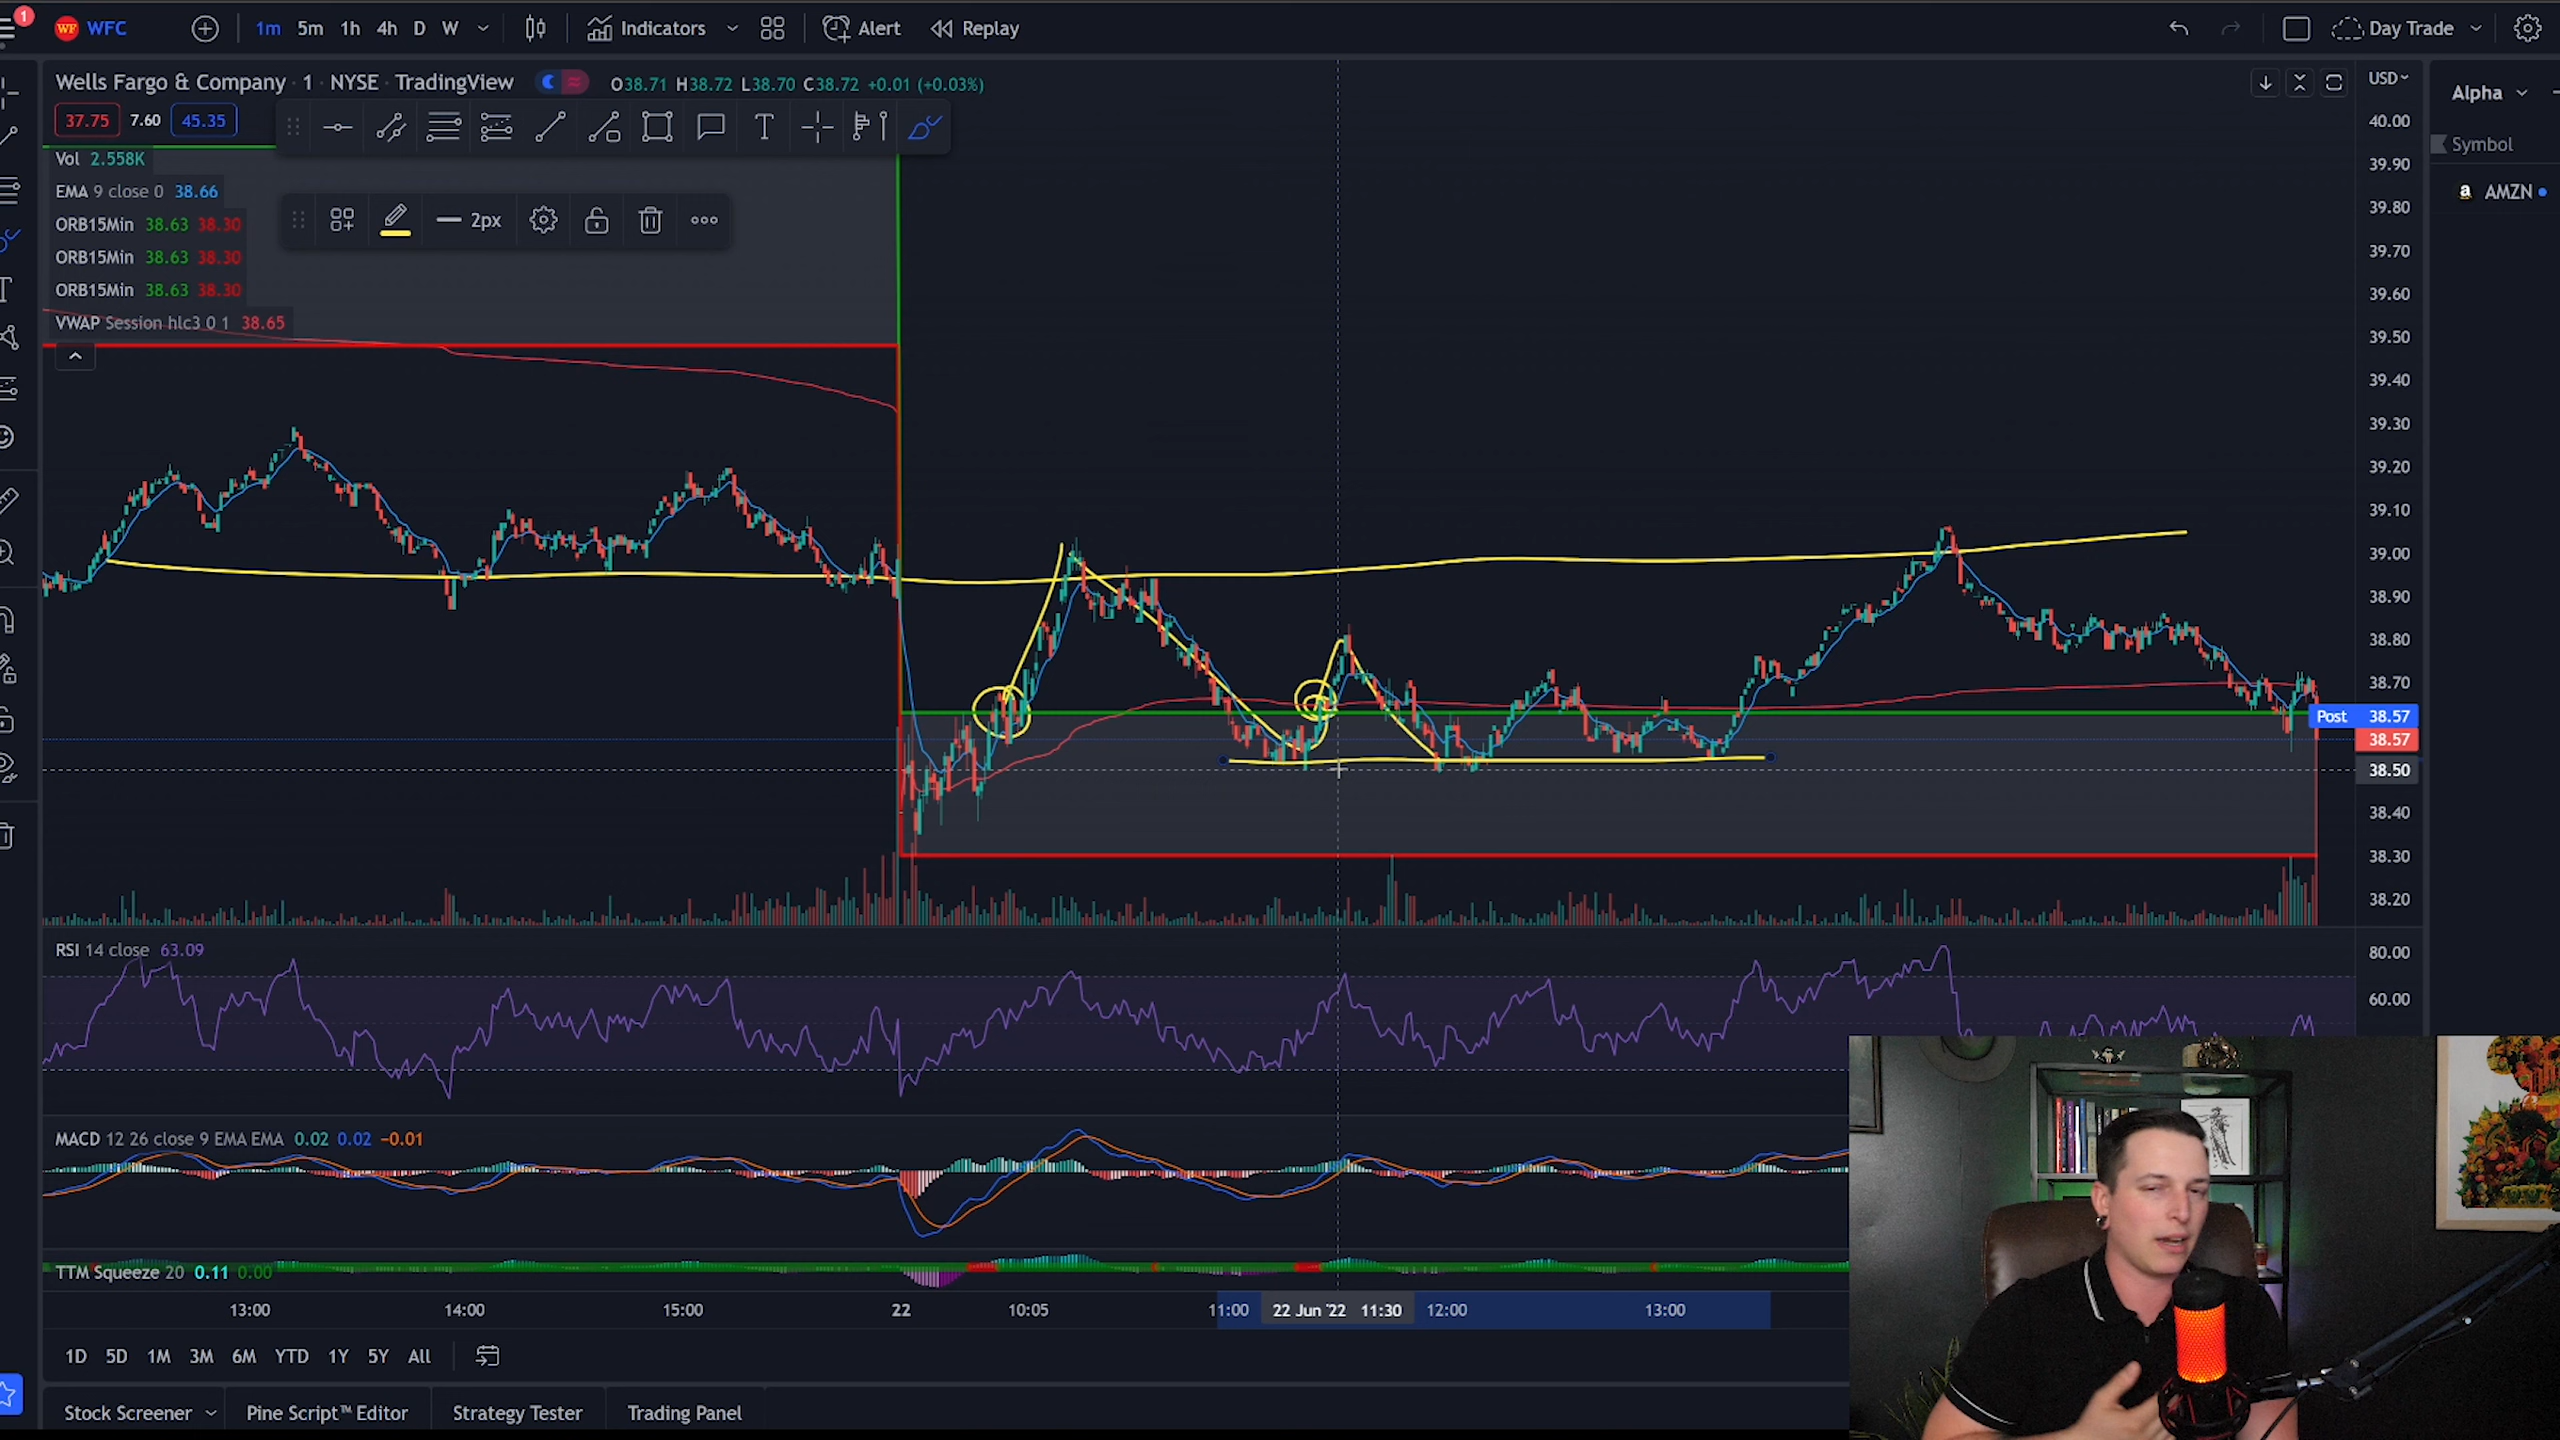 1
WF WFC 1m 5m 1h 4h D W Indicators Alert Replay Day Trade
Wells Fargo & Company · 1 · NYSE · TradingView O38.71 H38.72 L38.70 C38.72 +0.01 (+0.03%)
37.75 7.60 45.35
Vol 2.558K
EMA 9 close 0 38.66
2px
ORB15Min 38.63 38.30
ORB15Min 38.63 38.30
ORB15Min 38.63 38.30
VWAP Session hlc3 0 1 38.65
USD
40.00
39.90
39.80
39.70
39.60
39.50
39.40
39.30
39.20
39.10
39.00
38.90
38.80
38.70
Post 38.57
38.57
38.50
38.40
38.30
38.20
Alpha
Symbol
a AMZN
RSI 14 close 63.09
80.00
60.00
MACD 12 26 close 9 EMA EMA 0.02 0.02 −0.01
TTM Squeeze 20 0.11 0.00
13:00 14:00 15:00 22 10:05 11:00 22 Jun '22 11:30 12:00 13:00
1D 5D 1M 3M 6M YTD 1Y 5Y All
Stock Screener Pine Script™ Editor Strategy Tester Trading Panel